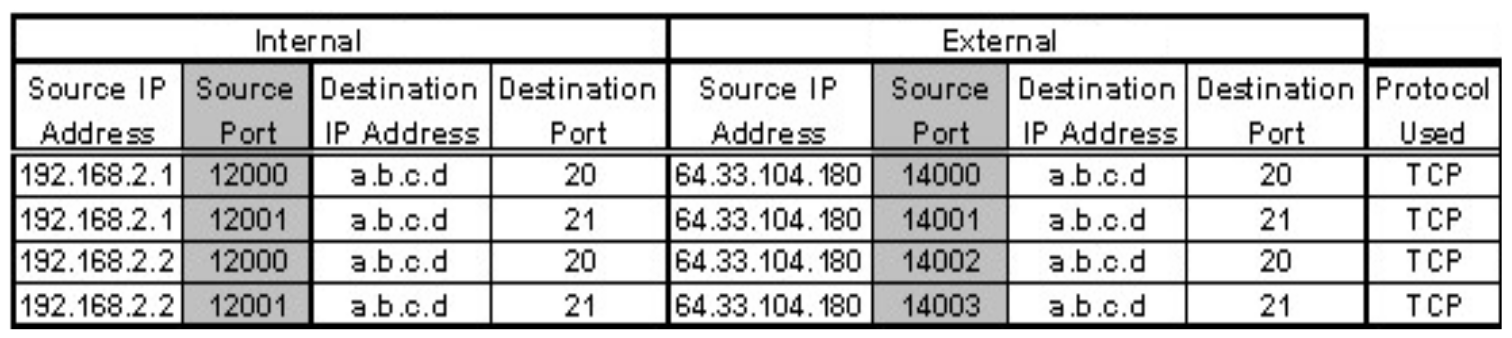 Internal External
Source IP Source Destination Destination Source IP Source Destination Destination Protocol
Address Port IP Address Port Address Port IP Address Port Used
192.168.2.1 12000 a.b.c.d 20 64.33.104.180 14000 a.b.c.d 20 TCP
192.168.2.1 12001 a.b.c.d 21 64.33.104.180 14001 a.b.c.d 21 TCP
192.168.2.2 12000 a.b.c.d 20 64.33.104.180 14002 a.b.c.d 20 TCP
192.168.2.2 12001 a.b.c.d 21 64.33.104.180 14003 a.b.c.d 21 TCP